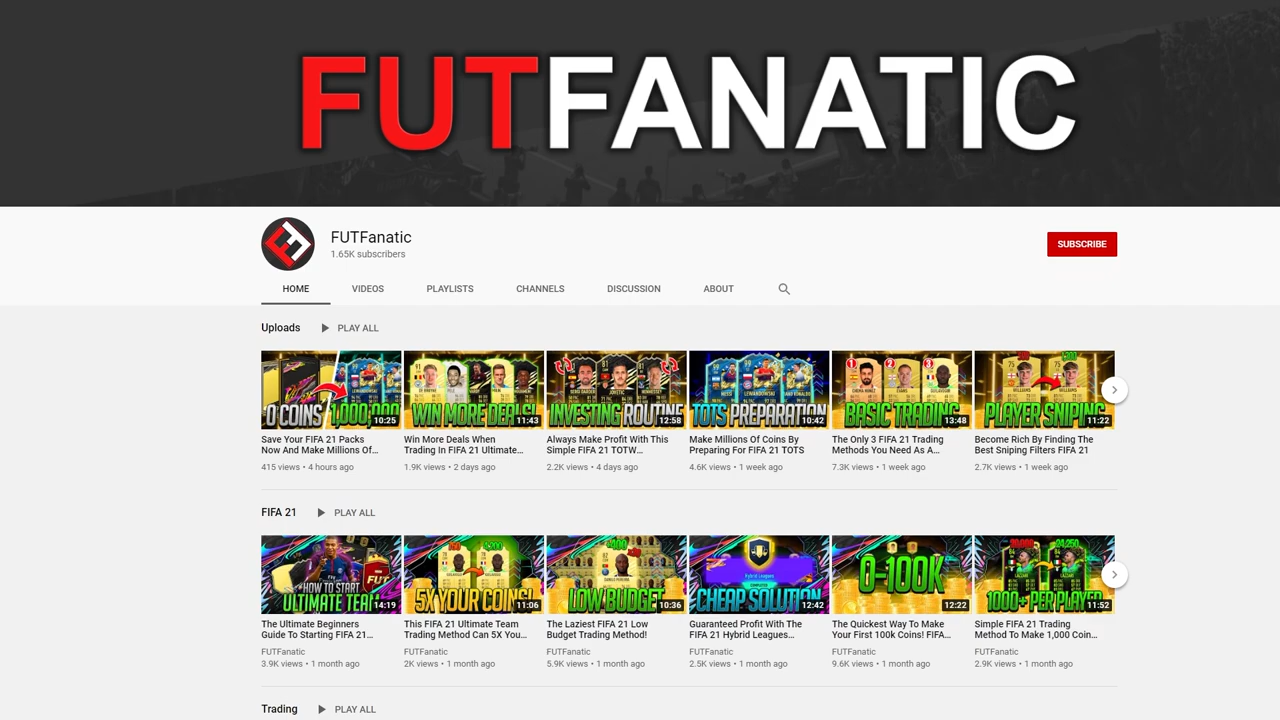 FUTFANATIC
FUTFanatic
1.65K subscribers
SUBSCRIBE
HOME VIDEOS PLAYLISTS CHANNELS DISCUSSION ABOUT
Uploads PLAY ALL
0 COINS 1,000,000 10:25
WIN MORE DEALS! 11:43
INVESTING ROUTINE 12:58
TOTS PREPARATION 10:42
1 2 3 BASIC TRADING 13:48
PLAYER SNIPING 11:22
Save Your FIFA 21 Packs
Now And Make Millions Of…
415 views • 4 hours ago
Win More Deals When
Trading In FIFA 21 Ultimate…
1.9K views • 2 days ago
Always Make Profit With This
Simple FIFA 21 TOTW…
2.2K views • 4 days ago
Make Millions Of Coins By
Preparing For FIFA 21 TOTS
4.6K views • 1 week ago
The Only 3 FIFA 21 Trading
Methods You Need As A…
7.3K views • 1 week ago
Become Rich By Finding The
Best Sniping Filters FIFA 21
2.7K views • 1 week ago
FIFA 21 PLAY ALL
HOW TO START
ULTIMATE TEAM 14:19
FUT
5X YOUR COINS! 11:06
LOW BUDGET 10:36
Hybrid Leagues
CHEAP SOLUTION 12:42
0-100K 12:22
24,250
1000+ PER PLAYER 11:52
The Ultimate Beginners
Guide To Starting FIFA 21…
FUTFanatic
3.9K views • 1 month ago
This FIFA 21 Ultimate Team
Trading Method Can 5X You…
FUTFanatic
2K views • 1 month ago
The Laziest FIFA 21 Low
Budget Trading Method!
FUTFanatic
5.9K views • 1 month ago
Guaranteed Profit With The
FIFA 21 Hybrid Leagues…
FUTFanatic
2.5K views • 1 month ago
The Quickest Way To Make
Your First 100k Coins! FIFA…
FUTFanatic
9.6K views • 1 month ago
Simple FIFA 21 Trading
Method To Make 1,000 Coin…
FUTFanatic
2.9K views • 1 month ago
Trading PLAY ALL